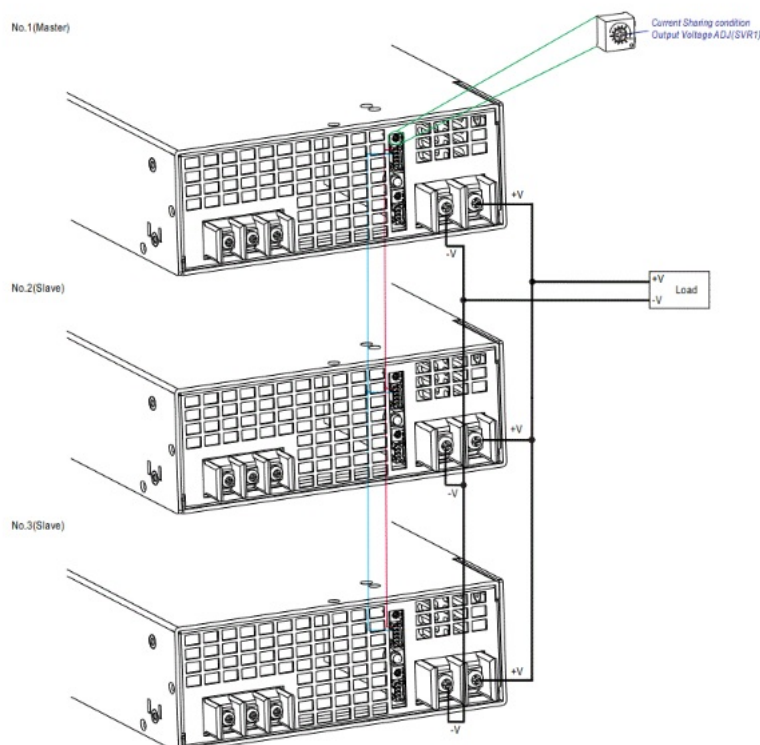 No.1(Master)
Current Sharing condition
Output Voltage ADJ(SVR1)
+V
-V
+V
-V
Load
No.2(Slave)
+V
-V
No.3(Slave)
+V
-V